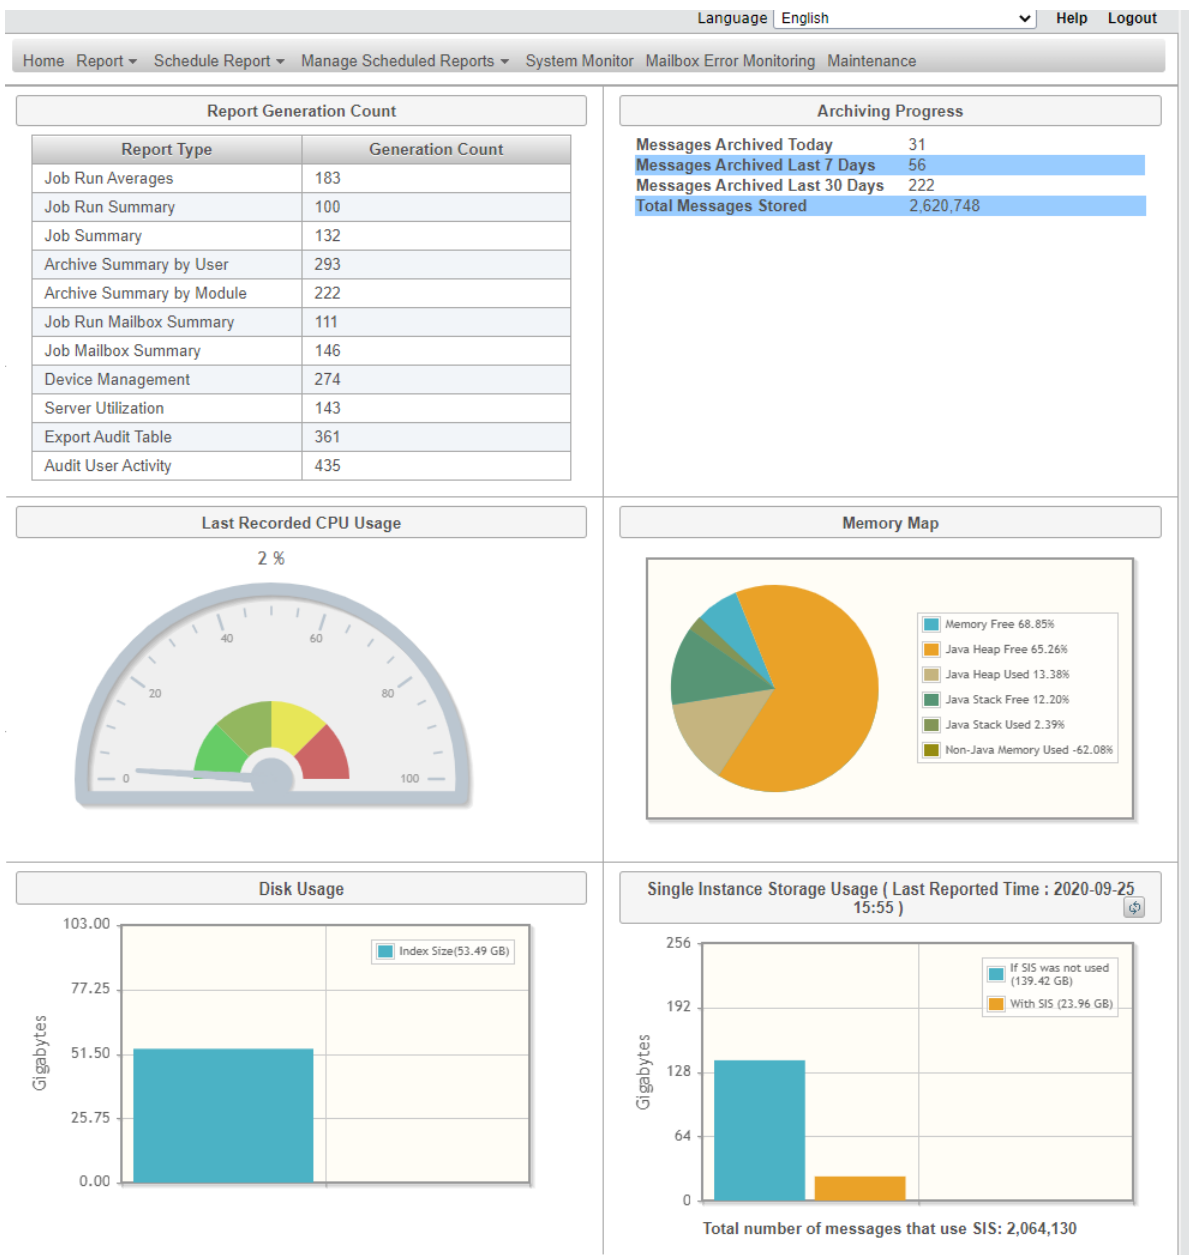 Language English Help Logout
Home Report Schedule Report Manage Scheduled Reports System Monitor Mailbox Error Monitoring Maintenance
Report Generation Count
Report Type Generation Count
Job Run Averages 183
Job Run Summary 100
Job Summary 132
Archive Summary by User 293
Archive Summary by Module 222
Job Run Mailbox Summary 111
Job Mailbox Summary 146
Device Management 274
Server Utilization 143
Export Audit Table 361
Audit User Activity 435
Archiving Progress
Messages Archived Today 31
Messages Archived Last 7 Days 56
Messages Archived Last 30 Days 222
Total Messages Stored 2,620,748
Last Recorded CPU Usage
2 %
40 60
20 80
0 100
Memory Map
Memory Free 68.85%
Java Heap Free 65.26%
Java Heap Used 13.38%
Java Stack Free 12.20%
Java Stack Used 2.39%
Non-Java Memory Used -62.08%
Disk Usage
103.00
77.25
51.50
25.75
0.00
Gigabytes
Index Size(53.49 GB)
Single Instance Storage Usage ( Last Reported Time : 2020-09-25
15:55 )
256
192
128
64
0
Gigabytes
If SIS was not used
(139.42 GB)
With SIS (23.96 GB)
Total number of messages that use SIS: 2,064,130